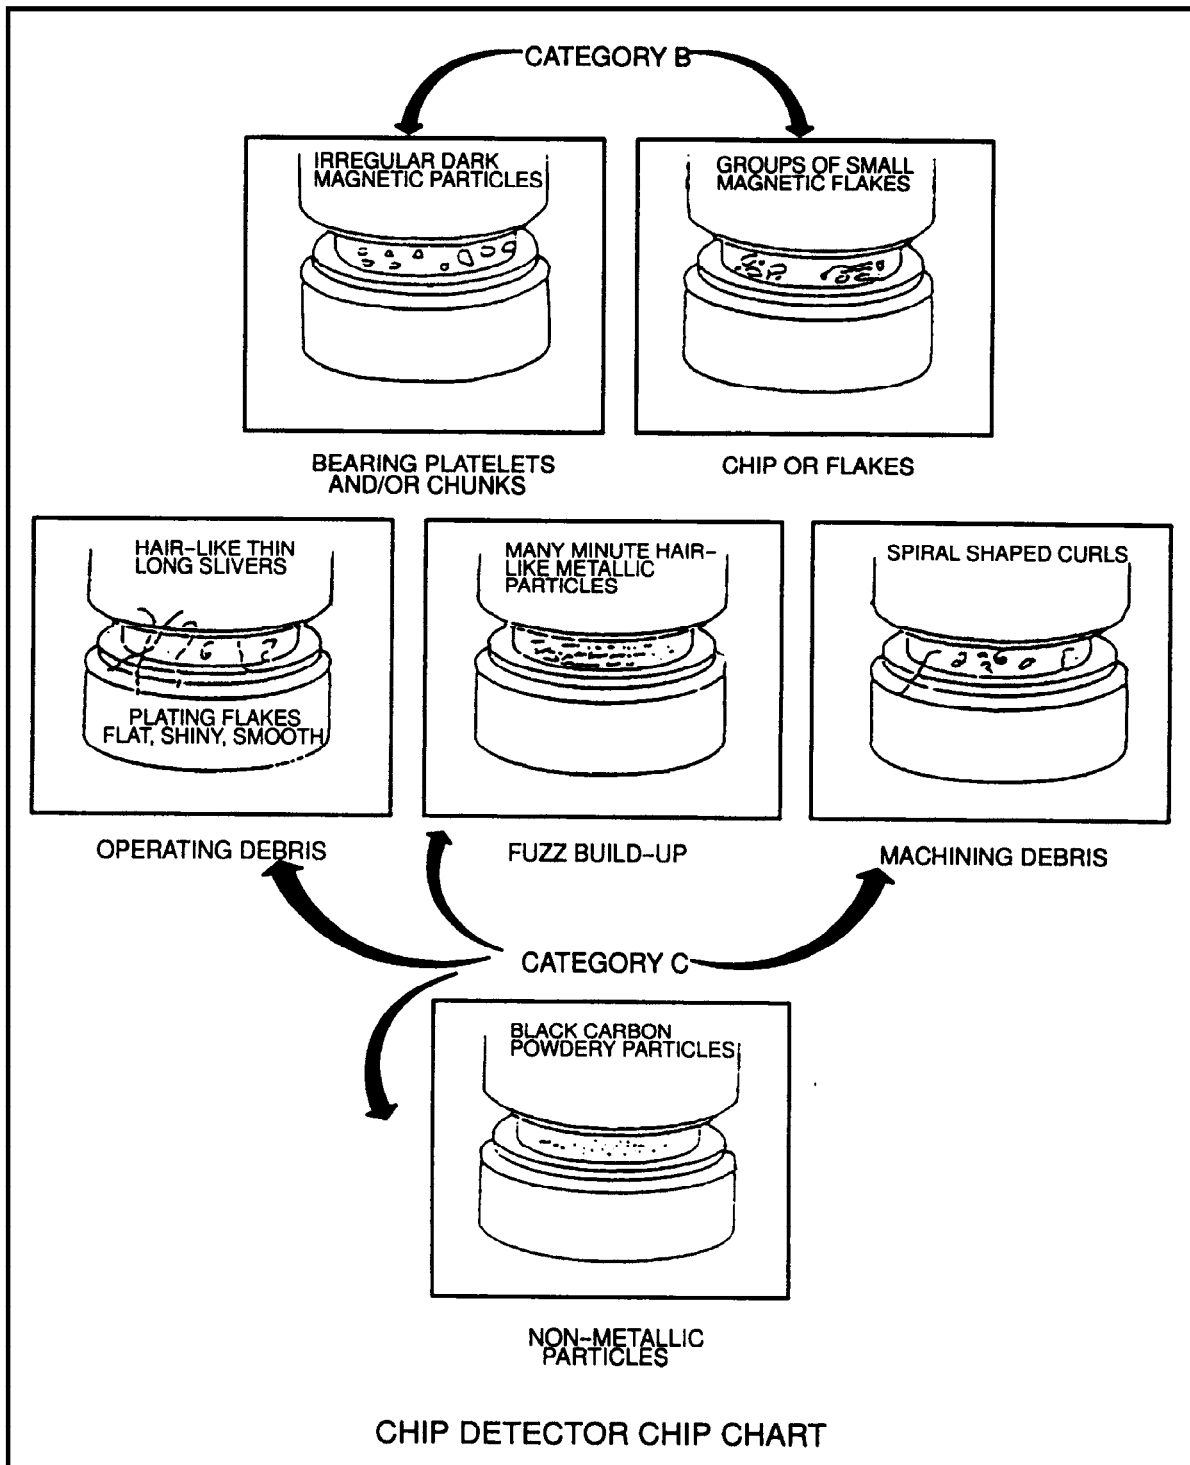 CATEGORY B
IRREGULAR DARK
MAGNETIC PARTICLES
GROUPS OF SMALL
MAGNETIC FLAKES
BEARING PLATELETS
AND/OR CHUNKS
CHIP OR FLAKES
HAIR-LIKE THIN
LONG SLIVERS
PLATING FLAKES
FLAT, SHINY, SMOOTH
MANY MINUTE HAIR-
LIKE METALLIC
PARTICLES
SPIRAL SHAPED CURLS
OPERATING DEBRIS
FUZZ BUILD-UP
MACHINING DEBRIS
CATEGORY C
BLACK CARBON
POWDERY PARTICLES
NON-METALLIC
PARTICLES
CHIP DETECTOR CHIP CHART